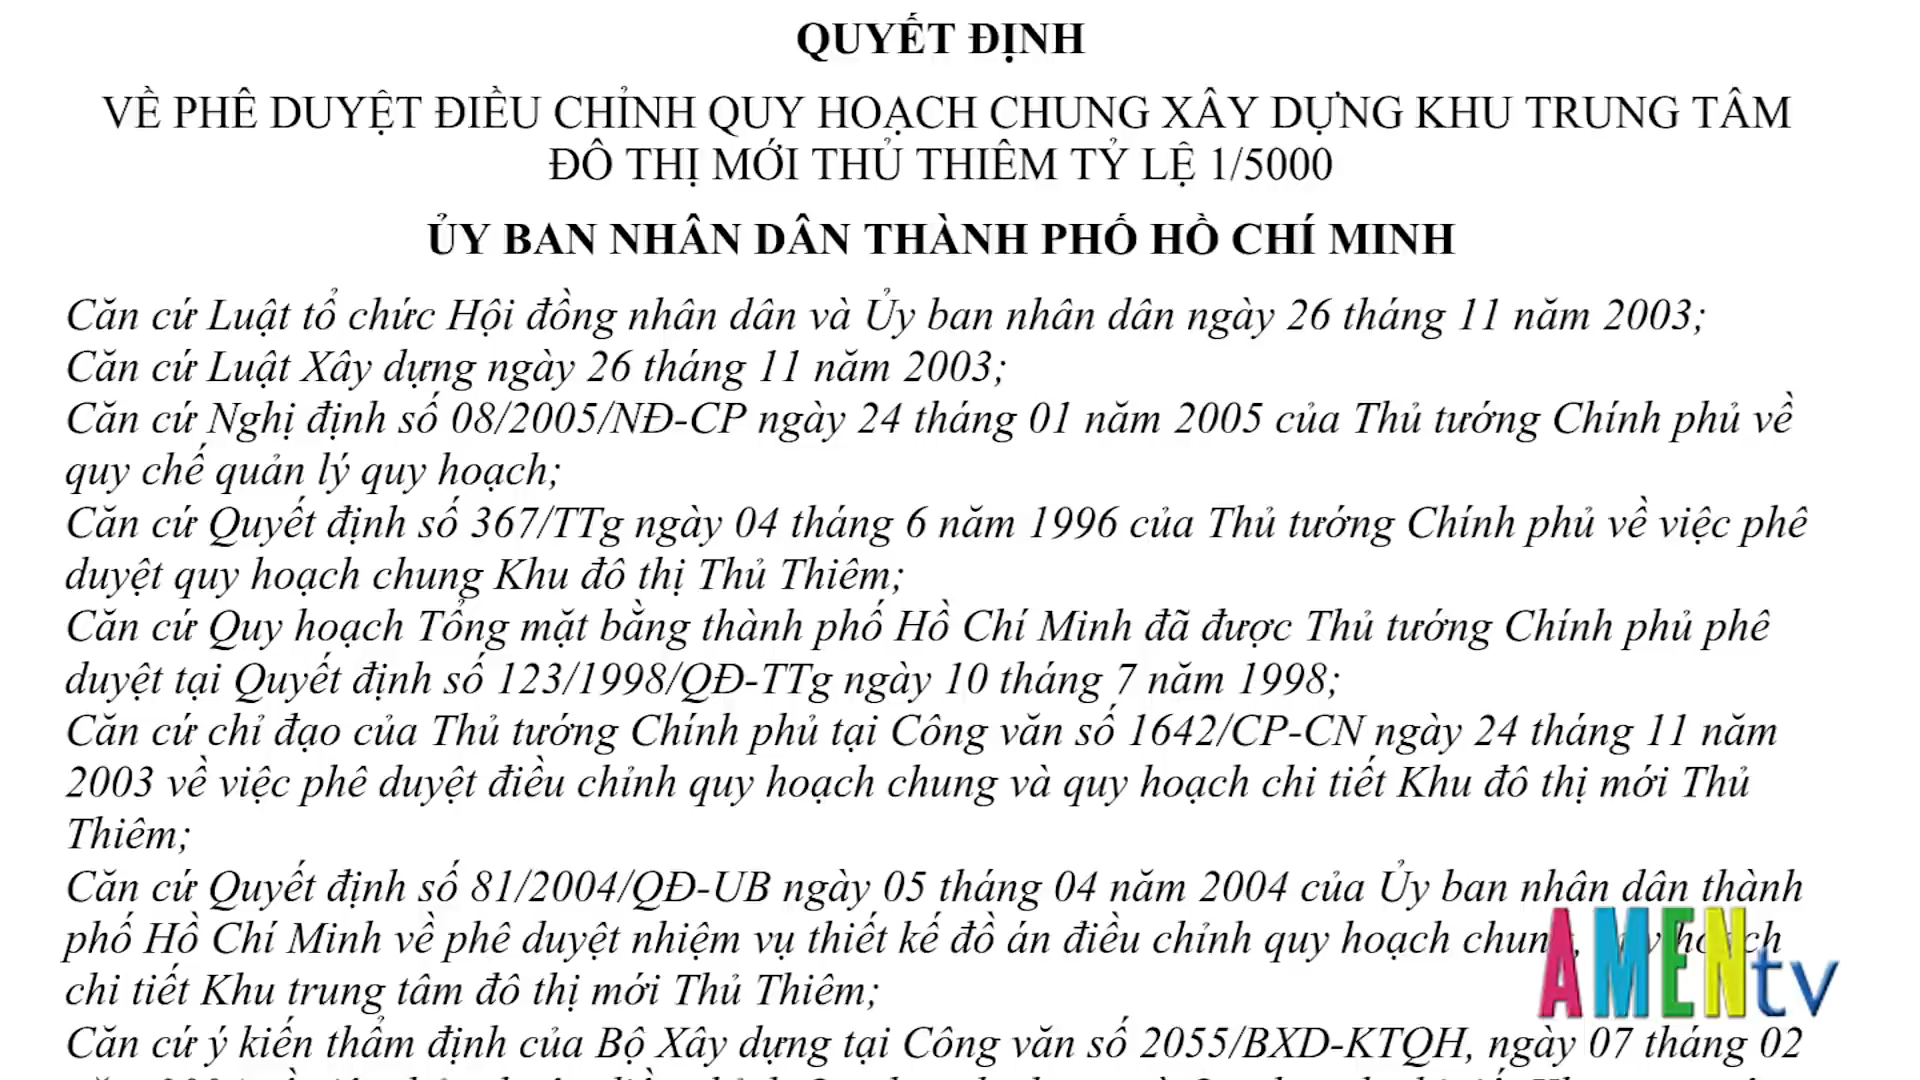 QUYẾT ĐỊNH
VỀ PHÊ DUYỆT ĐIỀU CHỈNH QUY HOẠCH CHUNG XÂY DỰNG KHU TRUNG TÂM
ĐÔ THỊ MỚI THỦ THIÊM TỶ LỆ 1/5000
ỦY BAN NHÂN DÂN THÀNH PHỐ HỒ CHÍ MINH
Căn cứ Luật tổ chức Hội đồng nhân dân và Ủy ban nhân dân ngày 26 tháng 11 năm 2003;
Căn cứ Luật Xây dựng ngày 26 tháng 11 năm 2003;
Căn cứ Nghị định số 08/2005/NĐ-CP ngày 24 tháng 01 năm 2005 của Thủ tướng Chính phủ về
quy chế quản lý quy hoạch;
Căn cứ Quyết định số 367/TTg ngày 04 tháng 6 năm 1996 của Thủ tướng Chính phủ về việc phê
duyệt quy hoạch chung Khu đô thị Thủ Thiêm;
Căn cứ Quy hoạch Tổng mặt bằng thành phố Hồ Chí Minh đã được Thủ tướng Chính phủ phê
duyệt tại Quyết định số 123/1998/QĐ-TTg ngày 10 tháng 7 năm 1998;
Căn cứ chỉ đạo của Thủ tướng Chính phủ tại Công văn số 1642/CP-CN ngày 24 tháng 11 năm
2003 về việc phê duyệt điều chỉnh quy hoạch chung và quy hoạch chi tiết Khu đô thị mới Thủ
Thiêm;
Căn cứ Quyết định số 81/2004/QĐ-UB ngày 05 tháng 04 năm 2004 của Ủy ban nhân dân thành
phố Hồ Chí Minh về phê duyệt nhiệm vụ thiết kế đồ án điều chỉnh quy hoạch chung, quy hoạch
chi tiết Khu trung tâm đô thị mới Thủ Thiêm;
AMENtv
Căn cứ ý kiến thẩm định của Bộ Xây dựng tại Công văn số 2055/BXD-KTQH, ngày 07 tháng 02